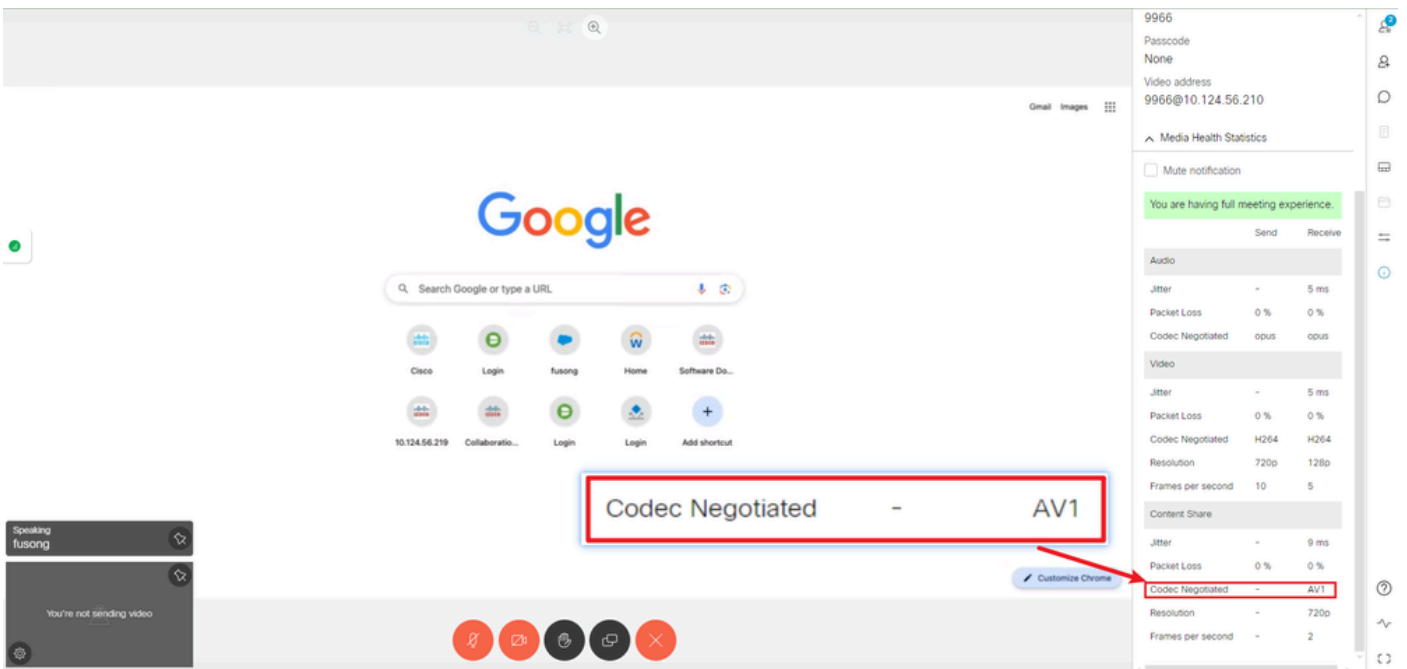 Gmail Images
Google
Search Google or type a URL
Cisco Login fusong Home Software Do...
10.124.56.219 Collaboratio... Login Login Add shortcut
Codec Negotiated - AV1
Customize Chrome
Speaking
fusong
You're not sending video
9966
Passcode
None
Video address
9966@10.124.56.210
Media Health Statistics
Mute notification
You are having full meeting experience.
Send Receive
Audio
Jitter - 5 ms
Packet Loss 0 % 0 %
Codec Negotiated opus opus
Video
Jitter - 5 ms
Packet Loss 0 % 0 %
Codec Negotiated H264 H264
Resolution 720p 128p
Frames per second 10 5
Content Share
Jitter - 9 ms
Packet Loss 0 % 0 %
Codec Negotiated - AV1
Resolution - 720p
Frames per second - 2
2